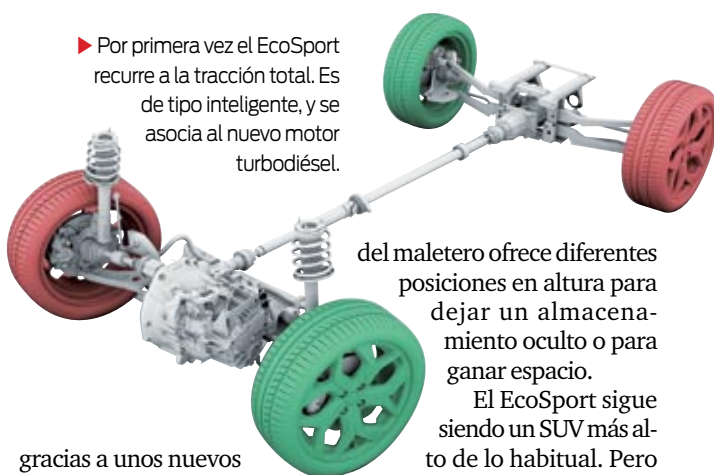 ▶ Por primera vez el EcoSport
recurre a la tracción total. Es
de tipo inteligente, y se
asocia al nuevo motor
turbodiésel.
gracias a unos nuevos
del maletero ofrece diferentes
posiciones en altura para
dejar un almacena-
miento oculto o para
ganar espacio.
El EcoSport sigue
siendo un SUV más al-
to de lo habitual. Pero